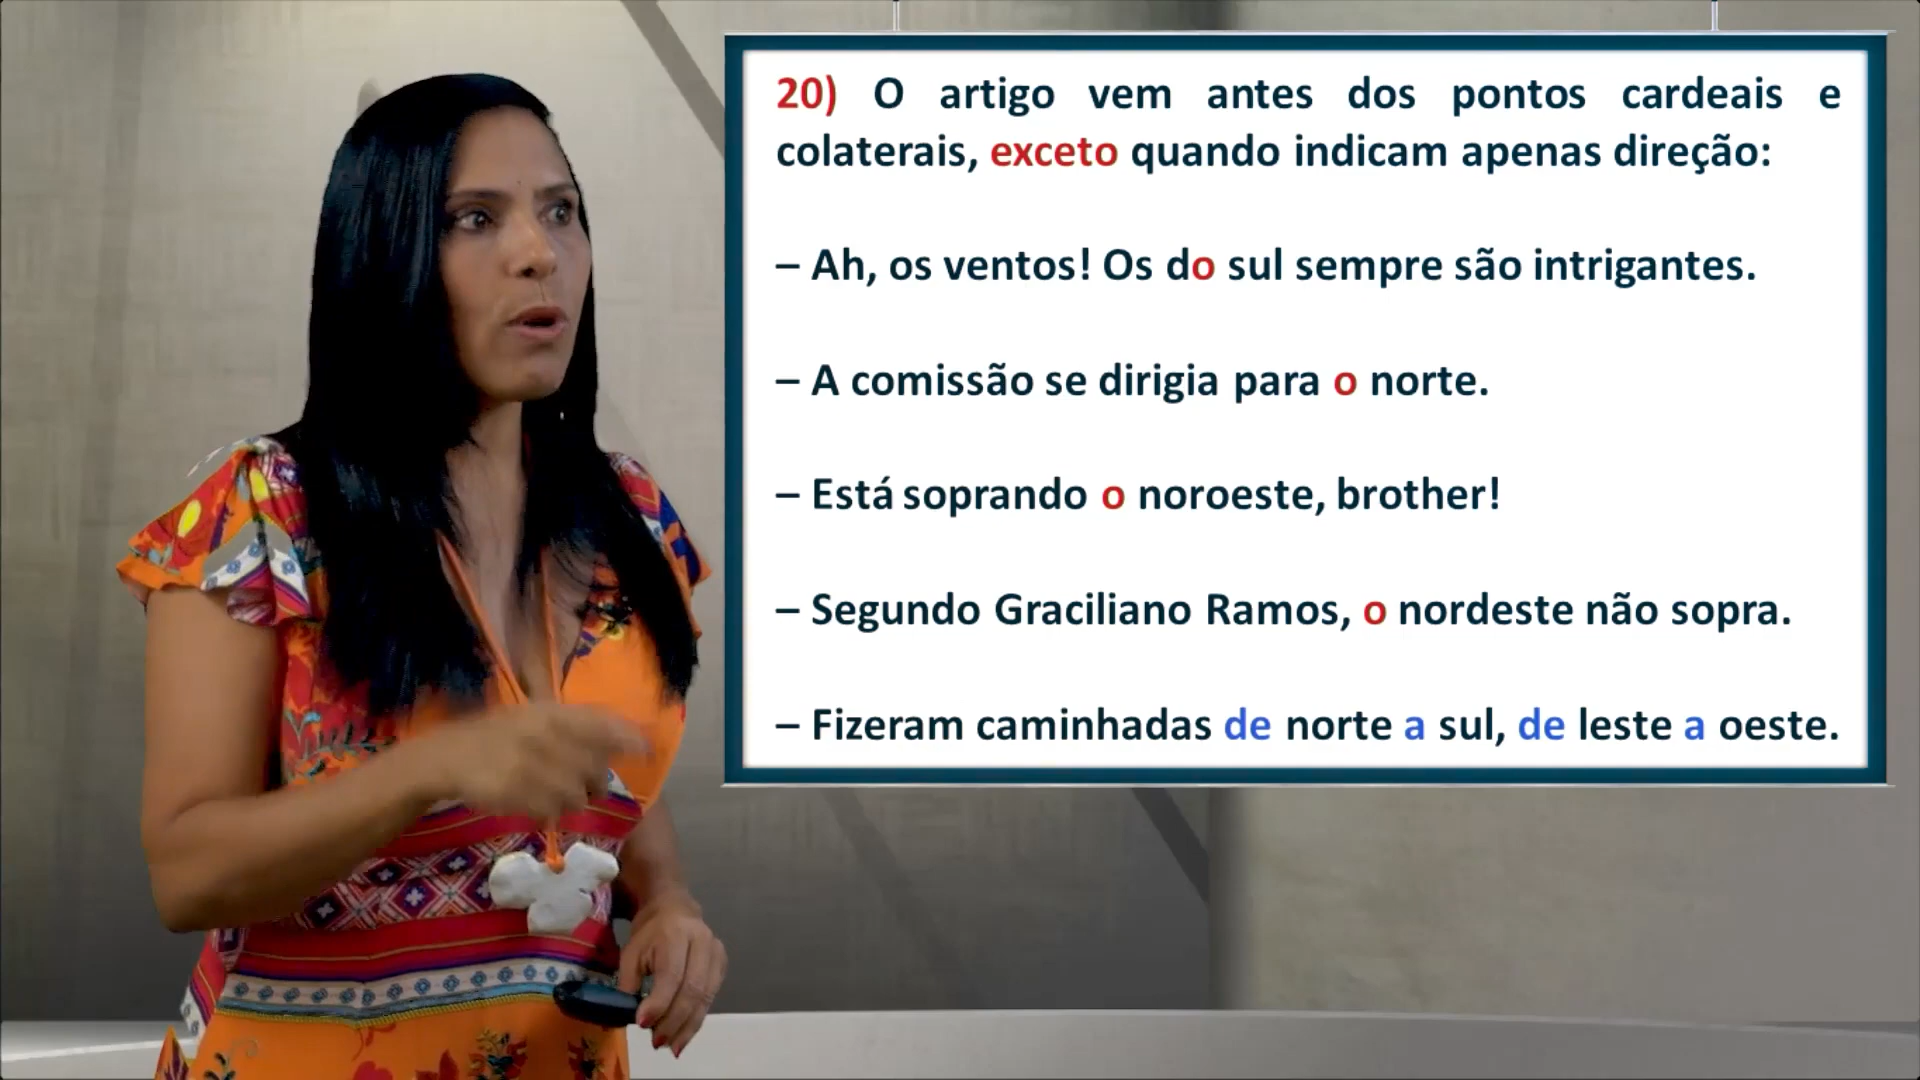 20) O artigo vem antes dos pontos cardeais e
colaterais, exceto quando indicam apenas direção:
– Ah, os ventos! Os do sul sempre são intrigantes.
– A comissão se dirigia para o norte.
– Está soprando o noroeste, brother!
– Segundo Graciliano Ramos, o nordeste não sopra.
– Fizeram caminhadas de norte a sul, de leste a oeste.